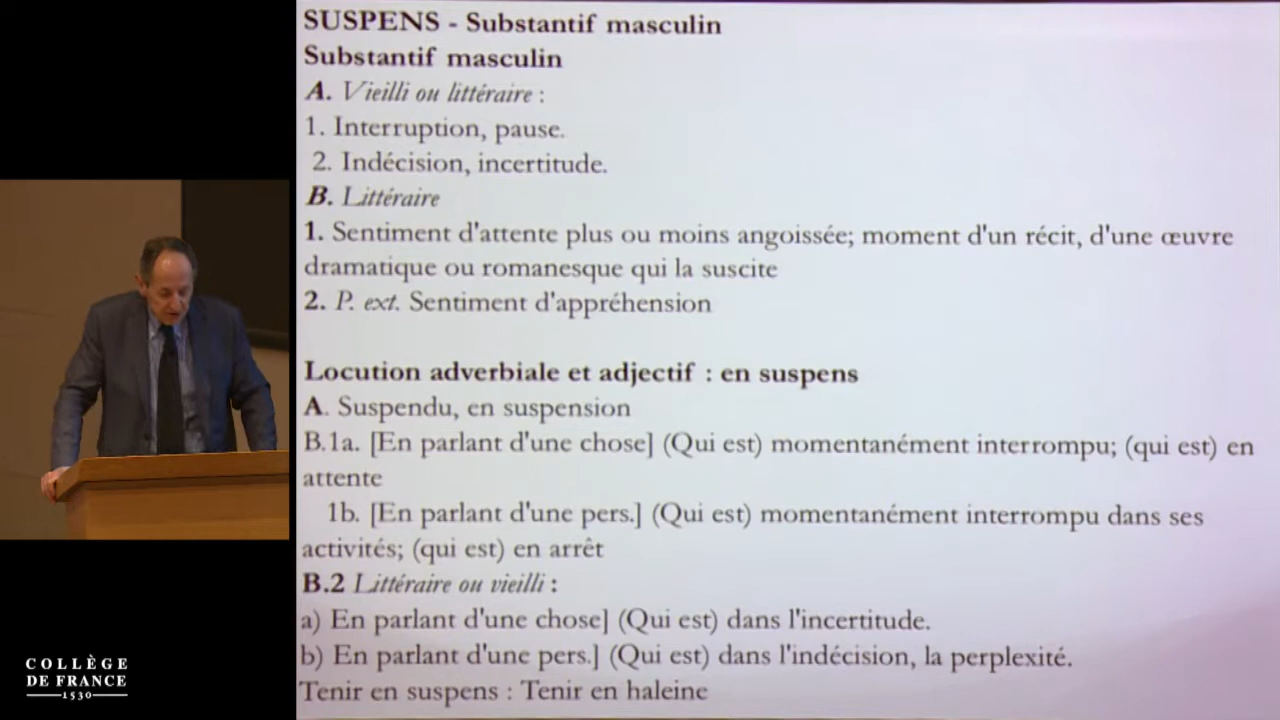 SUSPENS - Substantif masculin
Substantif masculin
A. Vieilli ou littéraire :
1. Interruption, pause.
2. Indécision, incertitude.
B. Littéraire
1. Sentiment d'attente plus ou moins angoissée; moment d'un récit, d'une œuvre
dramatique ou romanesque qui la suscite
2. P. ext. Sentiment d'appréhension
Locution adverbiale et adjectif : en suspens
A. Suspendu, en suspension
B.1a. [En parlant d'une chose] (Qui est) momentanément interrompu; (qui est) en
attente
1b. [En parlant d'une pers.] (Qui est) momentanément interrompu dans ses
activités; (qui est) en arrêt
B.2 Littéraire ou vieilli :
a) En parlant d'une chose] (Qui est) dans l'incertitude.
b) En parlant d'une pers.] (Qui est) dans l'indécision, la perplexité.
Tenir en suspens : Tenir en haleine
COLLÈGE
DE FRANCE
1530